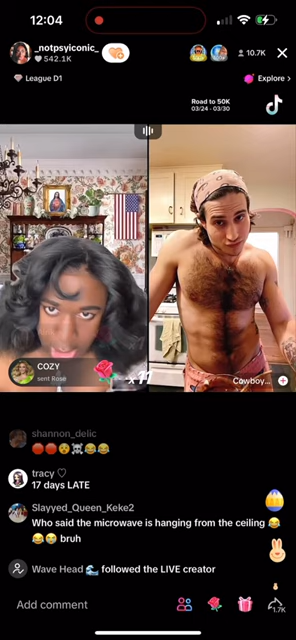 12:04
_notpsyiconic_
542.1K
10.7K
League D1
Explore >
Road to 50K
03/24 - 03/30
TikTok
COZY
sent Rose
Cowboy...
shannon_delic
tracy ♡
17 days LATE
Slayyed_Queen_Keke2
Who said the microwave is hanging from the ceiling 😂
😂😂 bruh
Wave Head 🌊 followed the LIVE creator
Add comment
1.7K